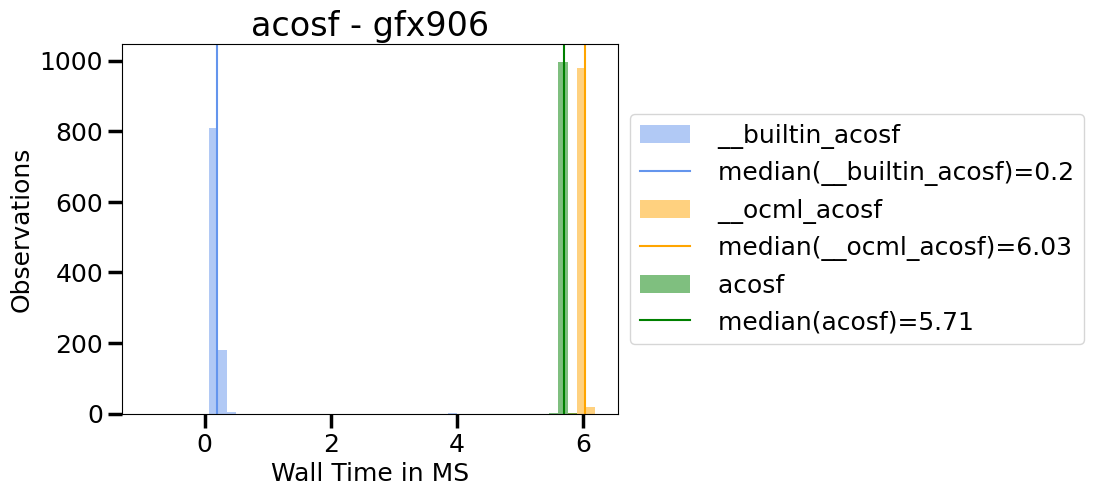 acosf - gfx906
1000
800
600
400
200
0
Observations
0 2 4 6
Wall Time in MS
__builtin_acosf
median(__builtin_acosf)=0.2
__ocml_acosf
median(__ocml_acosf)=6.03
acosf
median(acosf)=5.71